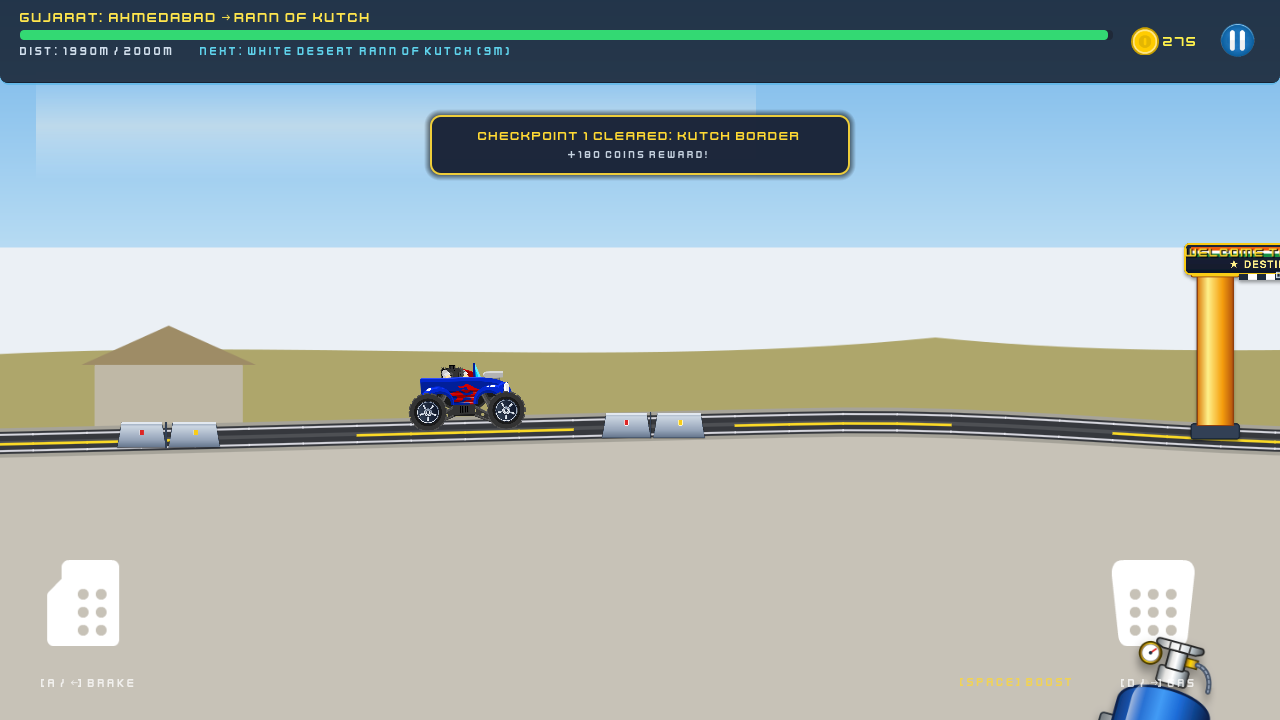 GUJARAT: AHMEDABAD → RANN OF KUTCH
DIST: 1990M / 2000M
NEXT: WHITE DESERT RANN OF KUTCH (9M)
275
CHECKPOINT 1 CLEARED: KUTCH BORDER
+180 COINS REWARD!
WELCOME
★ DESTI
[A / ←] BRAKE
[SPACE] BOOST
[D / →] GAS